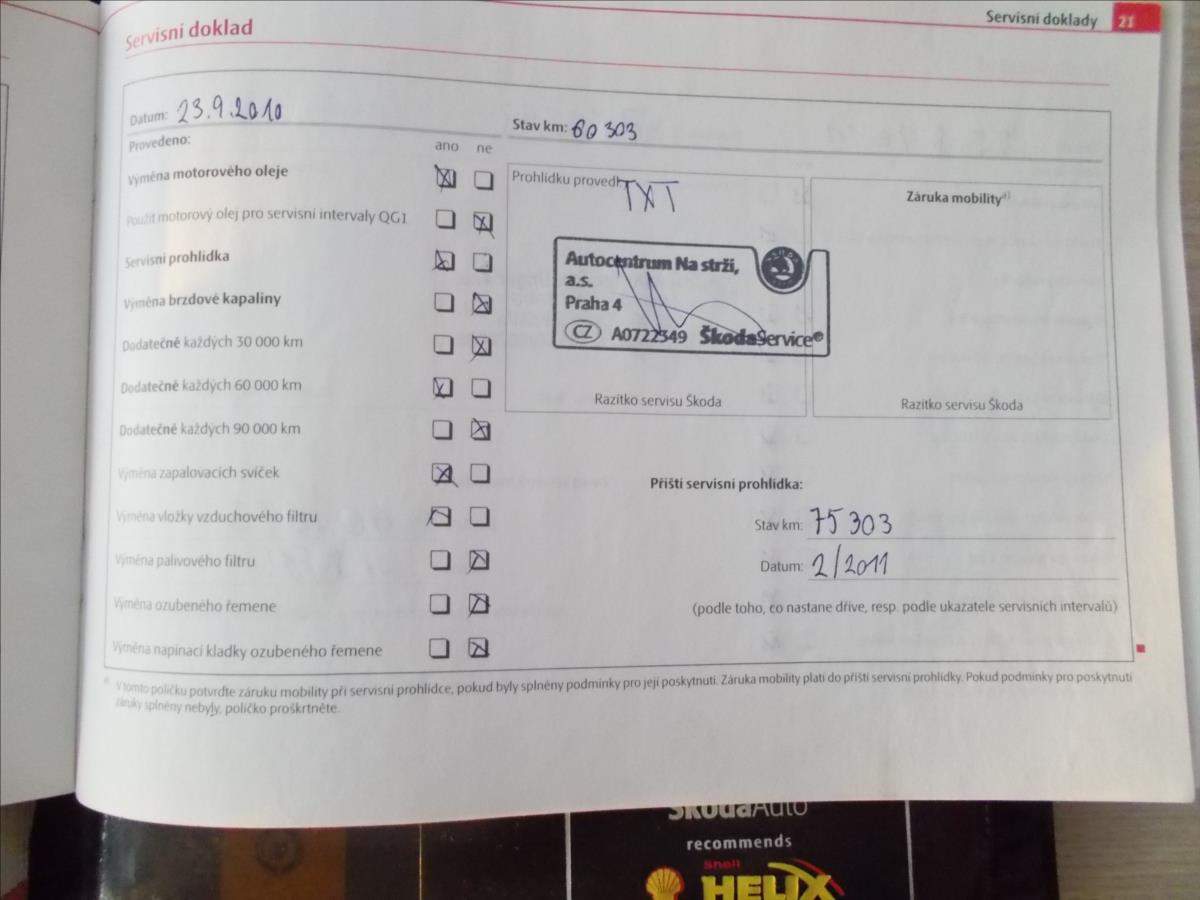 Servisní doklady 21
Servisní doklad
Datum: 23.9.2010
Stav km: 60 303
Provedeno:
ano ne
Výměna motorového oleje
Použit motorový olej pro servisní intervaly QG1
Servisní prohlídka
Výměna brzdové kapaliny
Dodatečně každých 30 000 km
Dodatečně každých 60 000 km
Dodatečně každých 90 000 km
Výměna zapalovacích svíček
Výměna vložky vzduchového filtru
Výměna palivového filtru
Výměna ozubeného řemene
Výměna napínací kladky ozubeného řemene
Prohlídku provedl
TXT
Autocentrum Na strži,
a.s.
Praha 4
CZ A0722349 ŠkodaService
Razítko servisu Škoda
Záruka mobility a)
Razítko servisu Škoda
Příští servisní prohlídka:
Stav km: 75 303
Datum: 2/2011
(podle toho, co nastane dříve, resp. podle ukazatele servisních intervalů)
a) V tomto políčku potvrďte záruku mobility při servisní prohlídce, pokud byly splněny podmínky pro její poskytnutí. Záruka mobility platí do příští servisní prohlídky. Pokud podmínky pro poskytnutí
záruky splněny nebyly, políčko proškrtněte.
ŠkodaAuto
recommends
Shell
HELIX